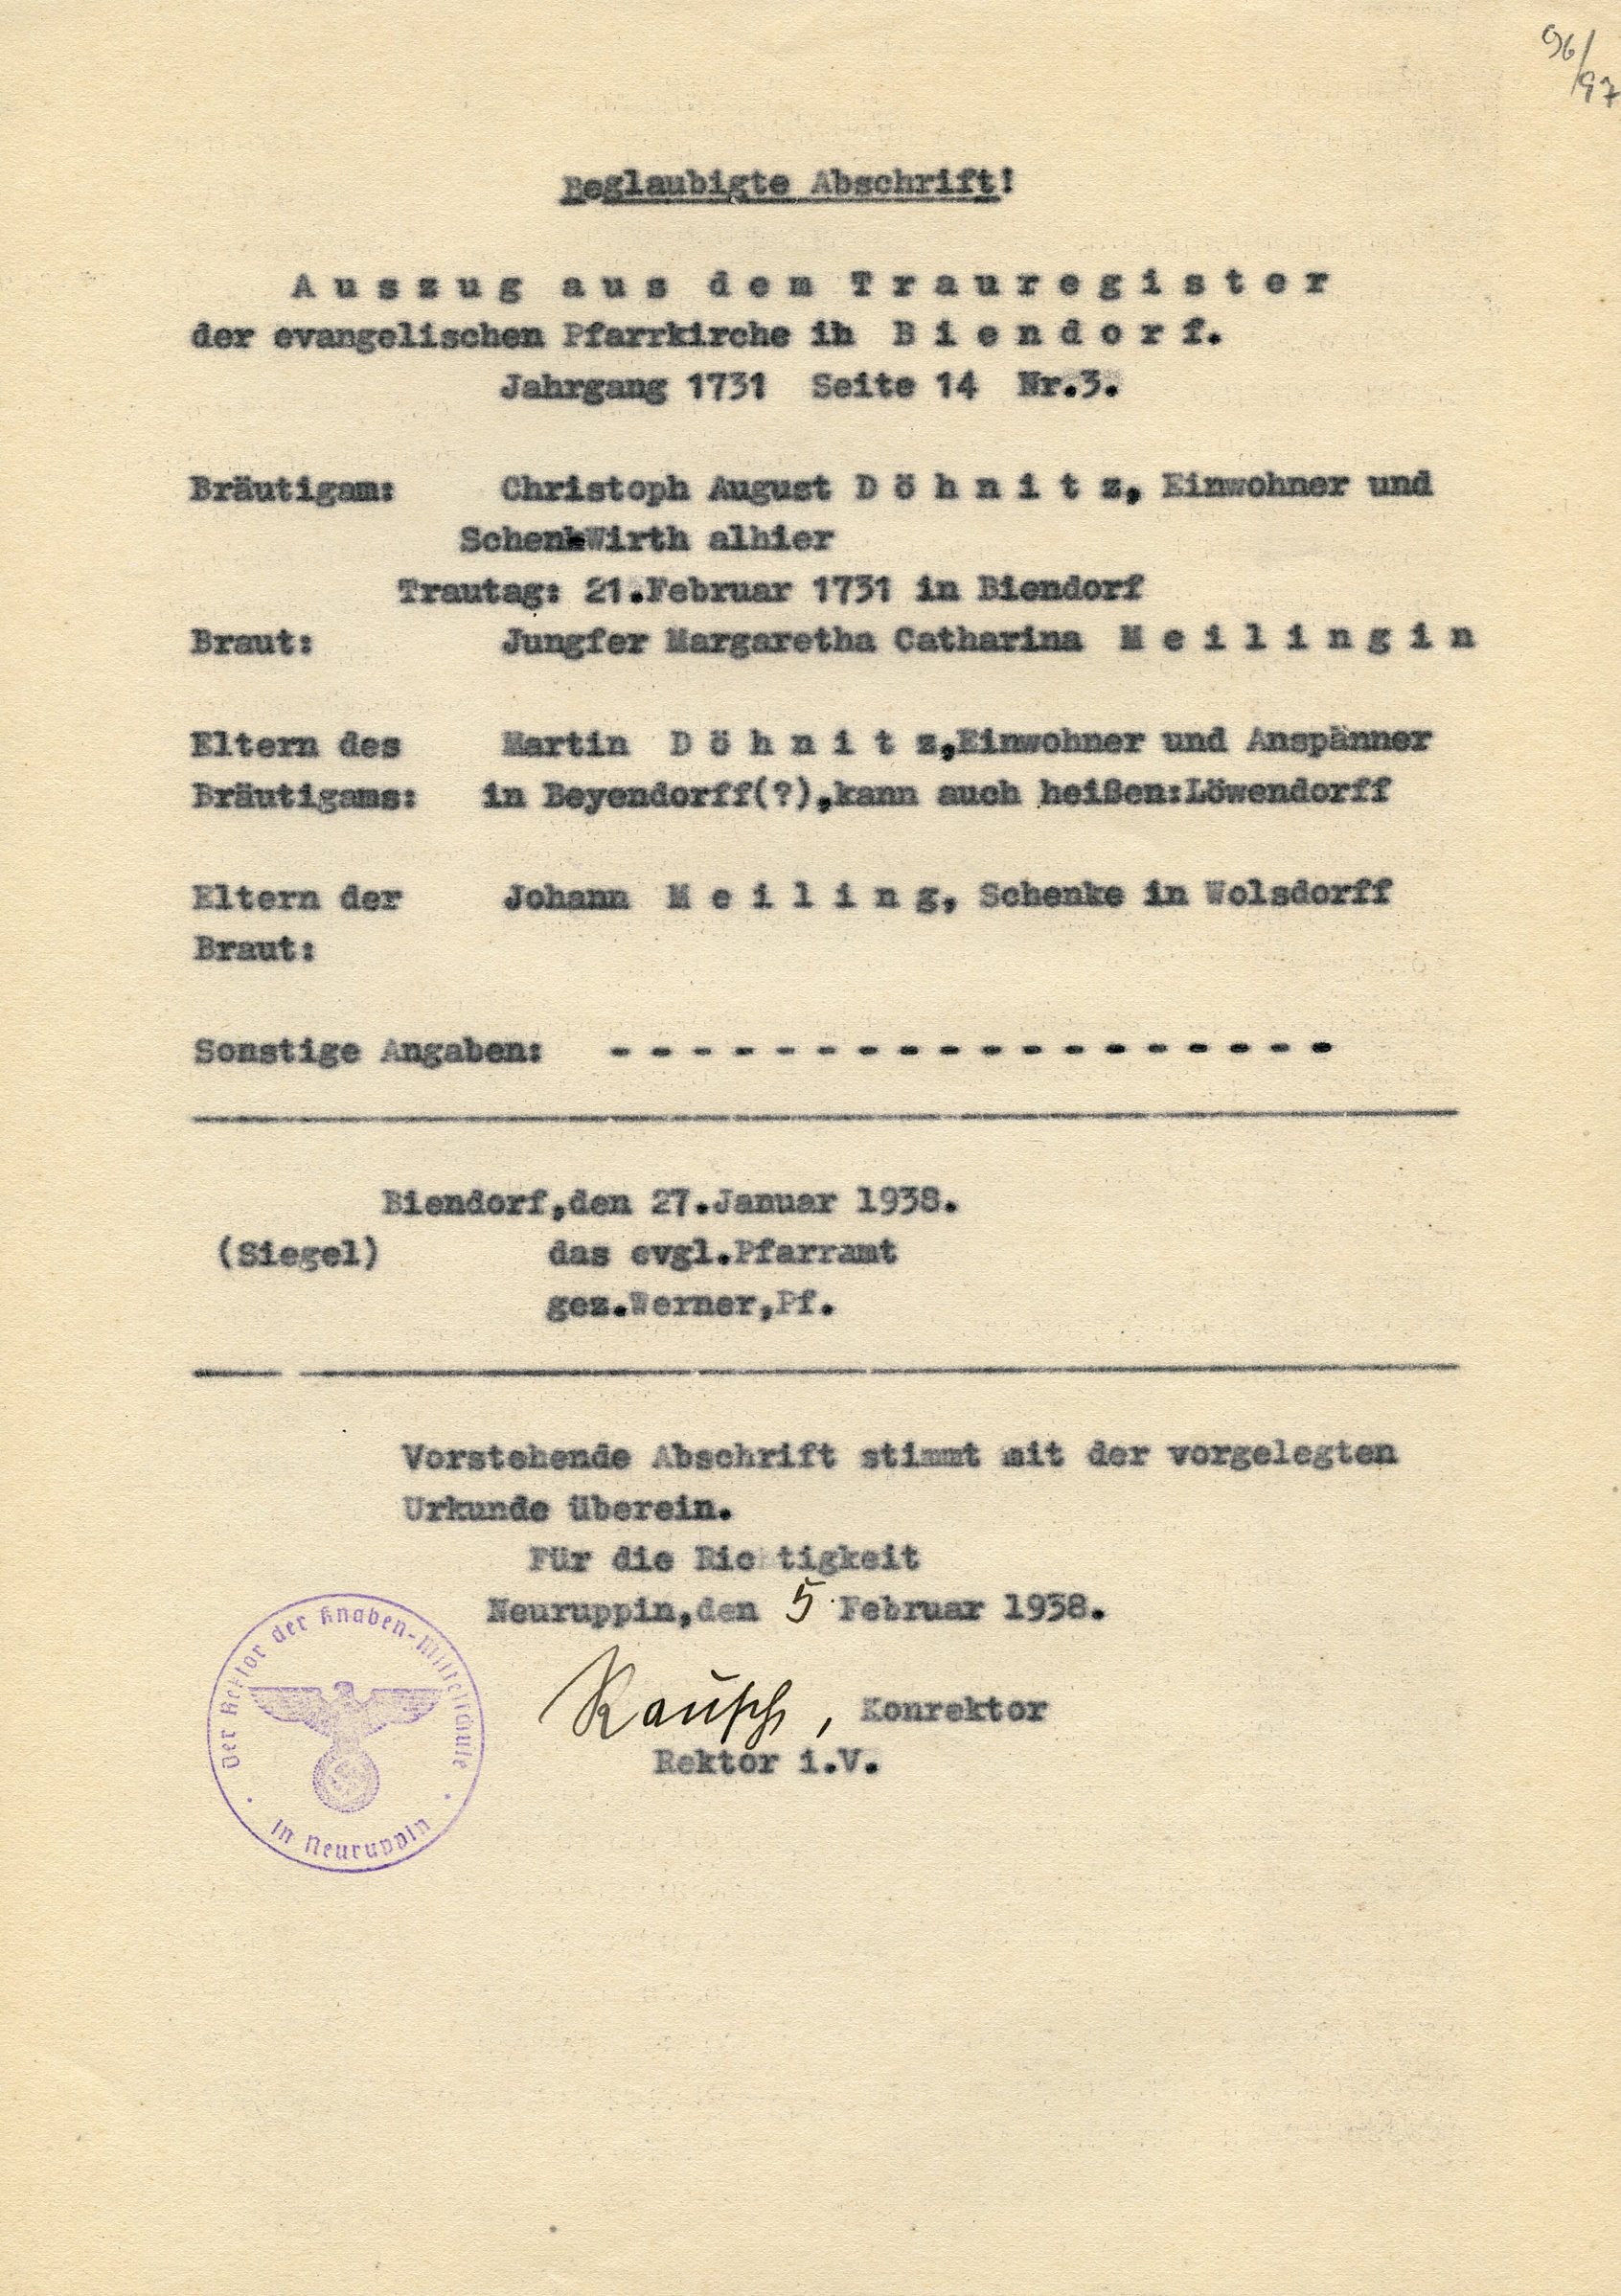 96/97
Beglaubigte Abschrift!
Auszug aus dem Trauregister
der evangelischen Pfarrkirche ih Biendorf.
Jahrgang 1731 Seite 14 Nr.3.
Bräutigam: Christoph August Döhnitz, Einwohner und
SchenkWirth alhier
Trautag: 21.Februar 1731 in Biendorf
Braut: Jungfer Margaretha Catharina Meilingin
Eltern des Martin Döhnitz,Einwohner und Anspänner
Bräutigams: in Beyendorff(?),kann auch heißen:Löwendorff
Eltern der Johann Meiling, Schenke in Wolsdorff
Braut:
Sonstige Angaben: - - - - - - - - - - - - - - - - - -
Biendorf,den 27.Januar 1938.
(Siegel) das evgl.Pfarramt
gez.Werner,Pf.
Vorstehende Abschrift stimmt mit der vorgelegten
Urkunde überein.
Für die Richtigkeit
Neuruppin,den 5. Februar 1938.
Rausch, Konrektor
Rektor i.V.
Der Rektor der Knaben-Mittelschule
in Neuruppin